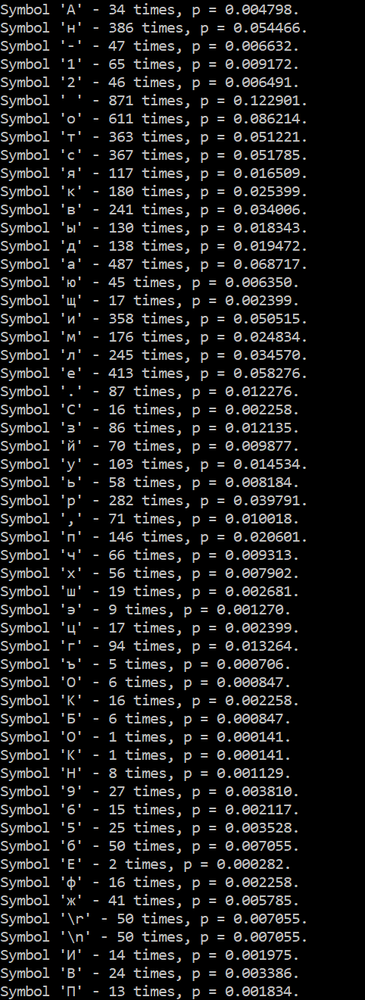 Symbol 'А' - 34 times, p = 0.004798.
Symbol 'н' - 386 times, p = 0.054466.
Symbol '-' - 47 times, p = 0.006632.
Symbol '1' - 65 times, p = 0.009172.
Symbol '2' - 46 times, p = 0.006491.
Symbol ' ' - 871 times, p = 0.122901.
Symbol 'о' - 611 times, p = 0.086214.
Symbol 'т' - 363 times, p = 0.051221.
Symbol 'с' - 367 times, p = 0.051785.
Symbol 'я' - 117 times, p = 0.016509.
Symbol 'к' - 180 times, p = 0.025399.
Symbol 'в' - 241 times, p = 0.034006.
Symbol 'ы' - 130 times, p = 0.018343.
Symbol 'д' - 138 times, p = 0.019472.
Symbol 'а' - 487 times, p = 0.068717.
Symbol 'ю' - 45 times, p = 0.006350.
Symbol 'щ' - 17 times, p = 0.002399.
Symbol 'и' - 358 times, p = 0.050515.
Symbol 'м' - 176 times, p = 0.024834.
Symbol 'л' - 245 times, p = 0.034570.
Symbol 'е' - 413 times, p = 0.058276.
Symbol '.' - 87 times, p = 0.012276.
Symbol 'С' - 16 times, p = 0.002258.
Symbol 'з' - 86 times, p = 0.012135.
Symbol 'й' - 70 times, p = 0.009877.
Symbol 'у' - 103 times, p = 0.014534.
Symbol 'ь' - 58 times, p = 0.008184.
Symbol 'р' - 282 times, p = 0.039791.
Symbol ',' - 71 times, p = 0.010018.
Symbol 'п' - 146 times, p = 0.020601.
Symbol 'ч' - 66 times, p = 0.009313.
Symbol 'х' - 56 times, p = 0.007902.
Symbol 'ш' - 19 times, p = 0.002681.
Symbol 'э' - 9 times, p = 0.001270.
Symbol 'ц' - 17 times, p = 0.002399.
Symbol 'г' - 94 times, p = 0.013264.
Symbol 'ъ' - 5 times, p = 0.000706.
Symbol 'О' - 6 times, p = 0.000847.
Symbol 'К' - 16 times, p = 0.002258.
Symbol 'Б' - 6 times, p = 0.000847.
Symbol 'O' - 1 times, p = 0.000141.
Symbol 'K' - 1 times, p = 0.000141.
Symbol 'Н' - 8 times, p = 0.001129.
Symbol '9' - 27 times, p = 0.003810.
Symbol '6' - 15 times, p = 0.002117.
Symbol '5' - 25 times, p = 0.003528.
Symbol 'б' - 50 times, p = 0.007055.
Symbol 'Е' - 2 times, p = 0.000282.
Symbol 'ф' - 16 times, p = 0.002258.
Symbol 'ж' - 41 times, p = 0.005785.
Symbol '\r' - 50 times, p = 0.007055.
Symbol '\n' - 50 times, p = 0.007055.
Symbol 'И' - 14 times, p = 0.001975.
Symbol 'В' - 24 times, p = 0.003386.
Symbol 'П' - 13 times, p = 0.001834.